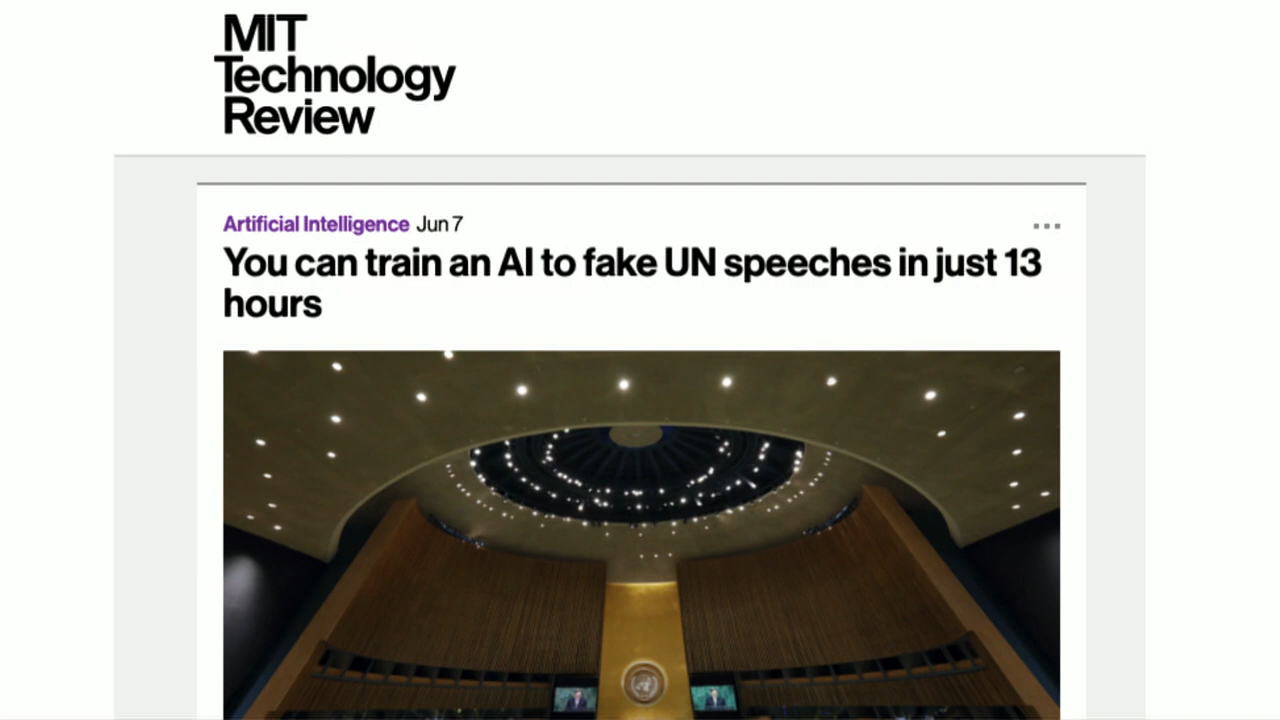 MIT
Technology
Review
Artificial Intelligence Jun 7
You can train an AI to fake UN speeches in just 13
hours